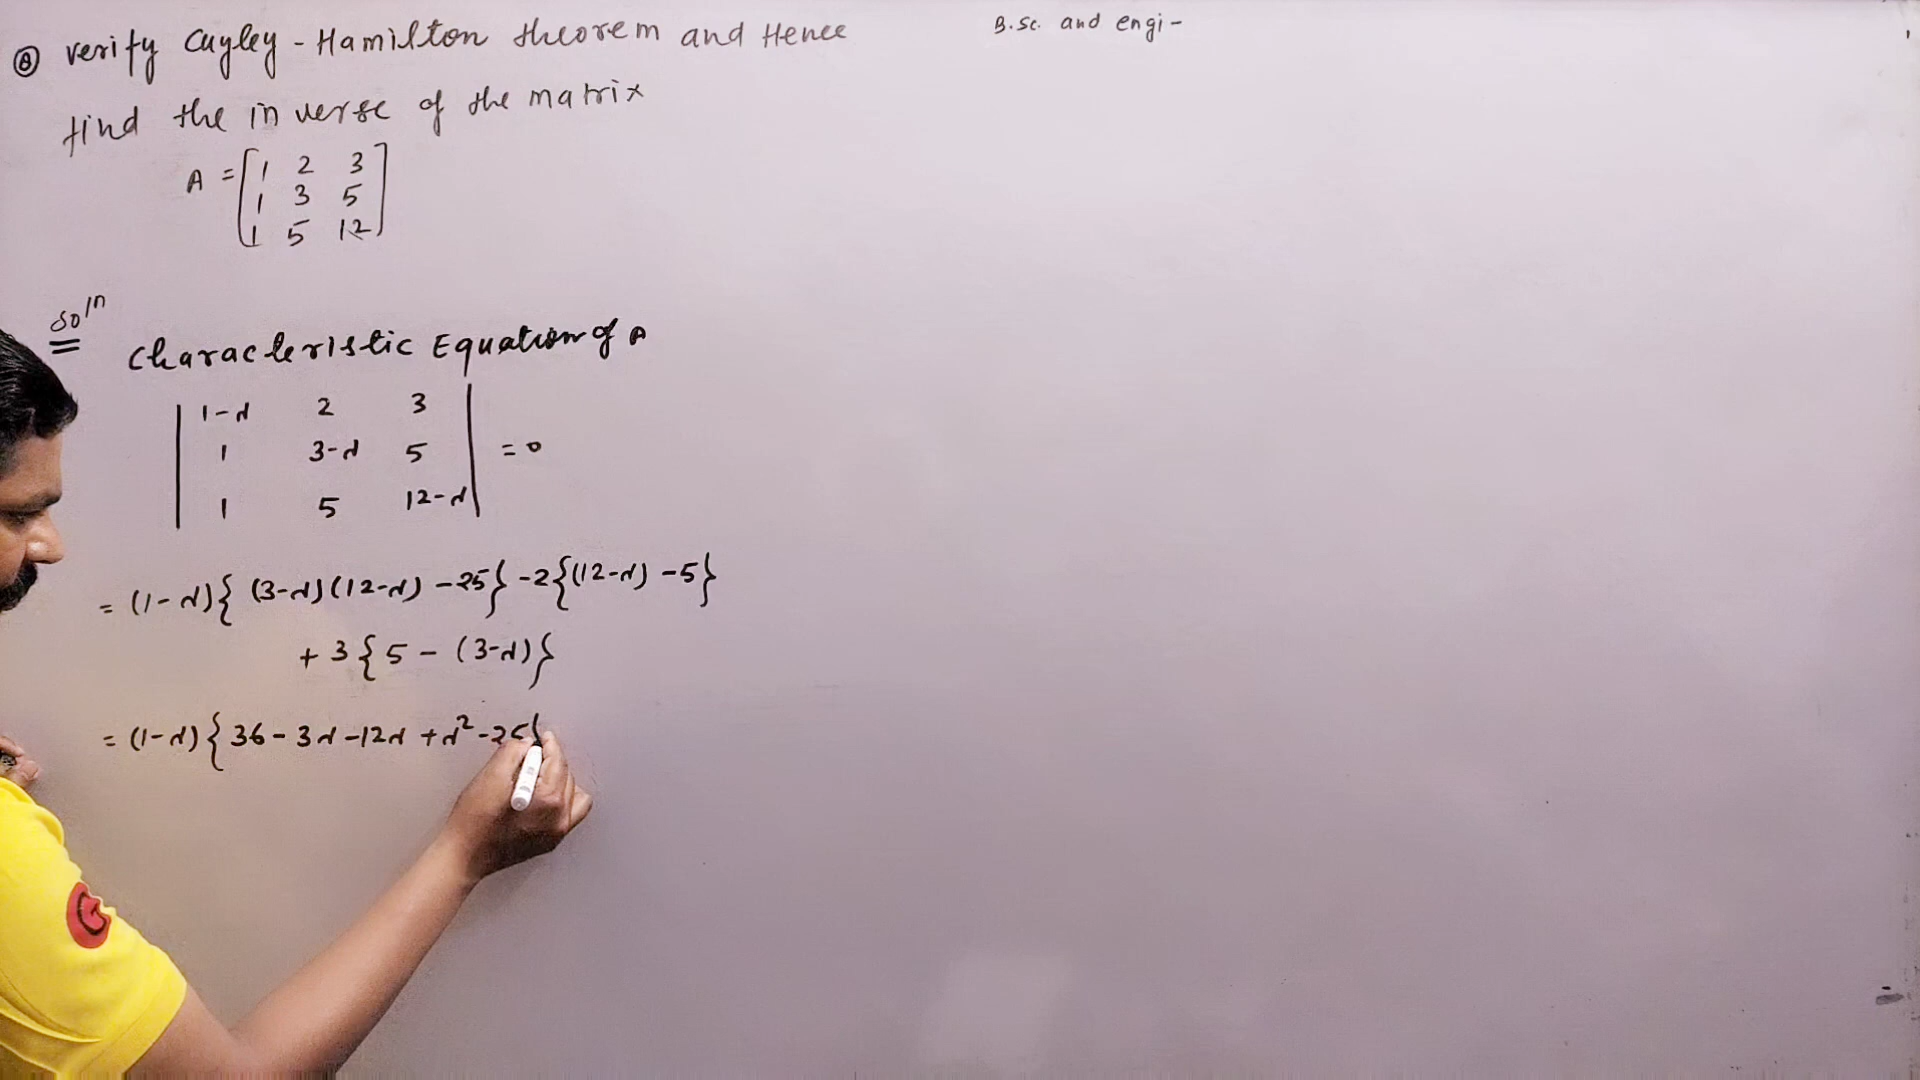 Q verify Cayley-Hamilton theorem and Hence
find the inverse of the matrix
A = [1 2 3
1 3 5
1 5 12]
B.Sc. and engi-
Soln
Characteristic Equation of A
| 1-λ 2 3 |
| 1 3-λ 5 | = 0
| 1 5 12-λ |
= (1-λ){(3-λ)(12-λ) -25} -2{(12-λ) -5}
+ 3{5 - (3-λ)}
= (1-λ){36 - 3λ -12λ + λ² -25}